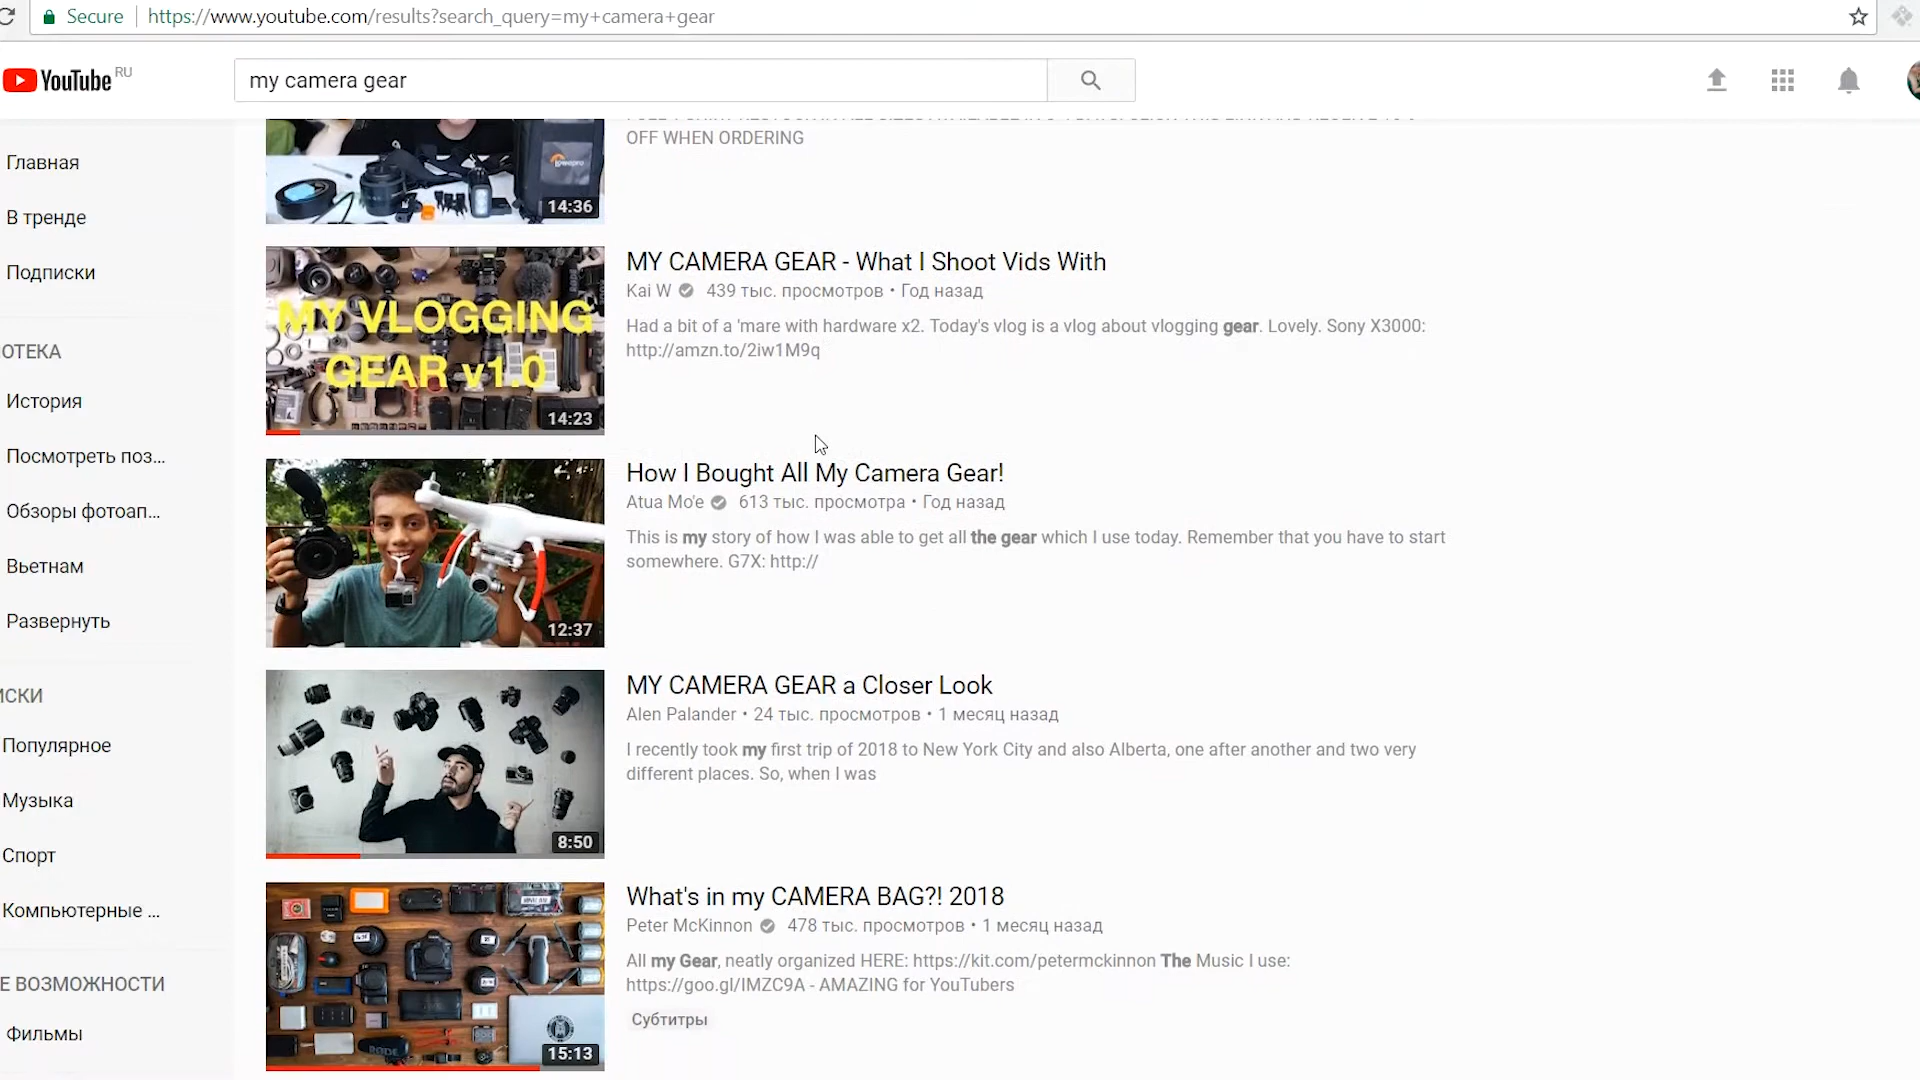 Secure
https://www.youtube.com/results?search_query=my+camera+gear
YouTube RU
my camera gear
Главная
В тренде
Подписки
ОТЕКА
История
Посмотреть поз...
Обзоры фотоап...
Вьетнам
Развернуть
ИСКИ
Популярное
Музыка
Спорт
Компьютерные ...
Е ВОЗМОЖНОСТИ
Фильмы
OFF WHEN ORDERING
Lowepro
14:36
MY VLOGGING
GEAR v1.0
14:23
MY CAMERA GEAR - What I Shoot Vids With
Kai W 439 тыс. просмотров • Год назад
Had a bit of a 'mare with hardware x2. Today's vlog is a vlog about vlogging gear. Lovely. Sony X3000:
http://amzn.to/2iw1M9q
12:37
How I Bought All My Camera Gear!
Atua Mo'e 613 тыс. просмотра • Год назад
This is my story of how I was able to get all the gear which I use today. Remember that you have to start
somewhere. G7X: http://
8:50
MY CAMERA GEAR a Closer Look
Alen Palander • 24 тыс. просмотров • 1 месяц назад
I recently took my first trip of 2018 to New York City and also Alberta, one after another and two very
different places. So, when I was
RODE
15:13
What's in my CAMERA BAG?! 2018
Peter McKinnon 478 тыс. просмотров • 1 месяц назад
All my Gear, neatly organized HERE: https://kit.com/petermckinnon The Music I use:
https://goo.gl/IMZC9A - AMAZING for YouTubers
Субтитры